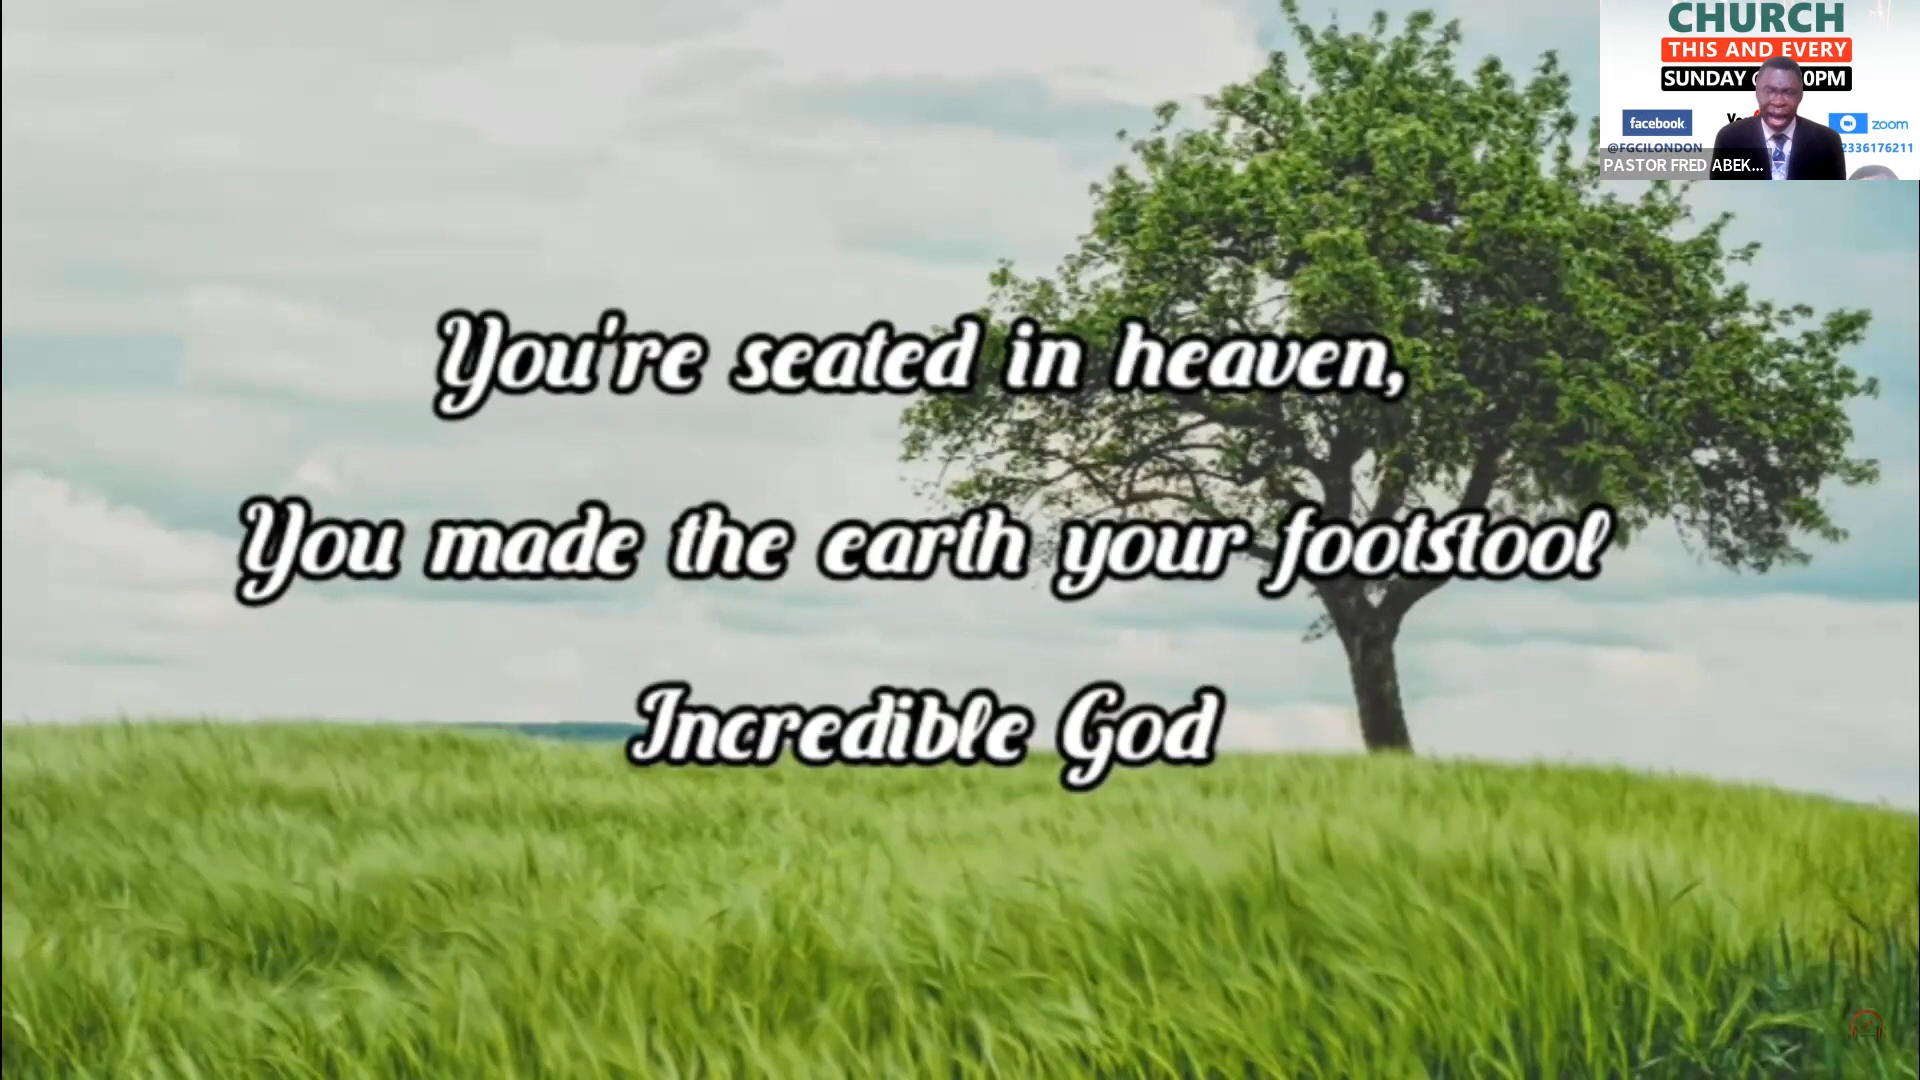 CHURCH
THIS AND EVERY
SUNDAY 0PM
facebook
zoom
@FGCILONDON
2336176211
PASTOR FRED ABEK...
You're seated in heaven,
You made the earth your footstool
Incredible God